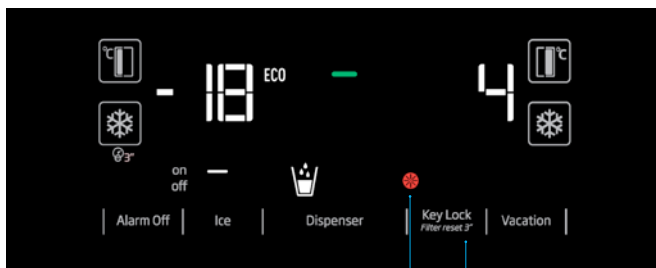 °C
°C
- 18
ECO
4
3"
on
off
Alarm Off
Ice
Dispenser
Key Lock
Filter reset 3"
Vacation